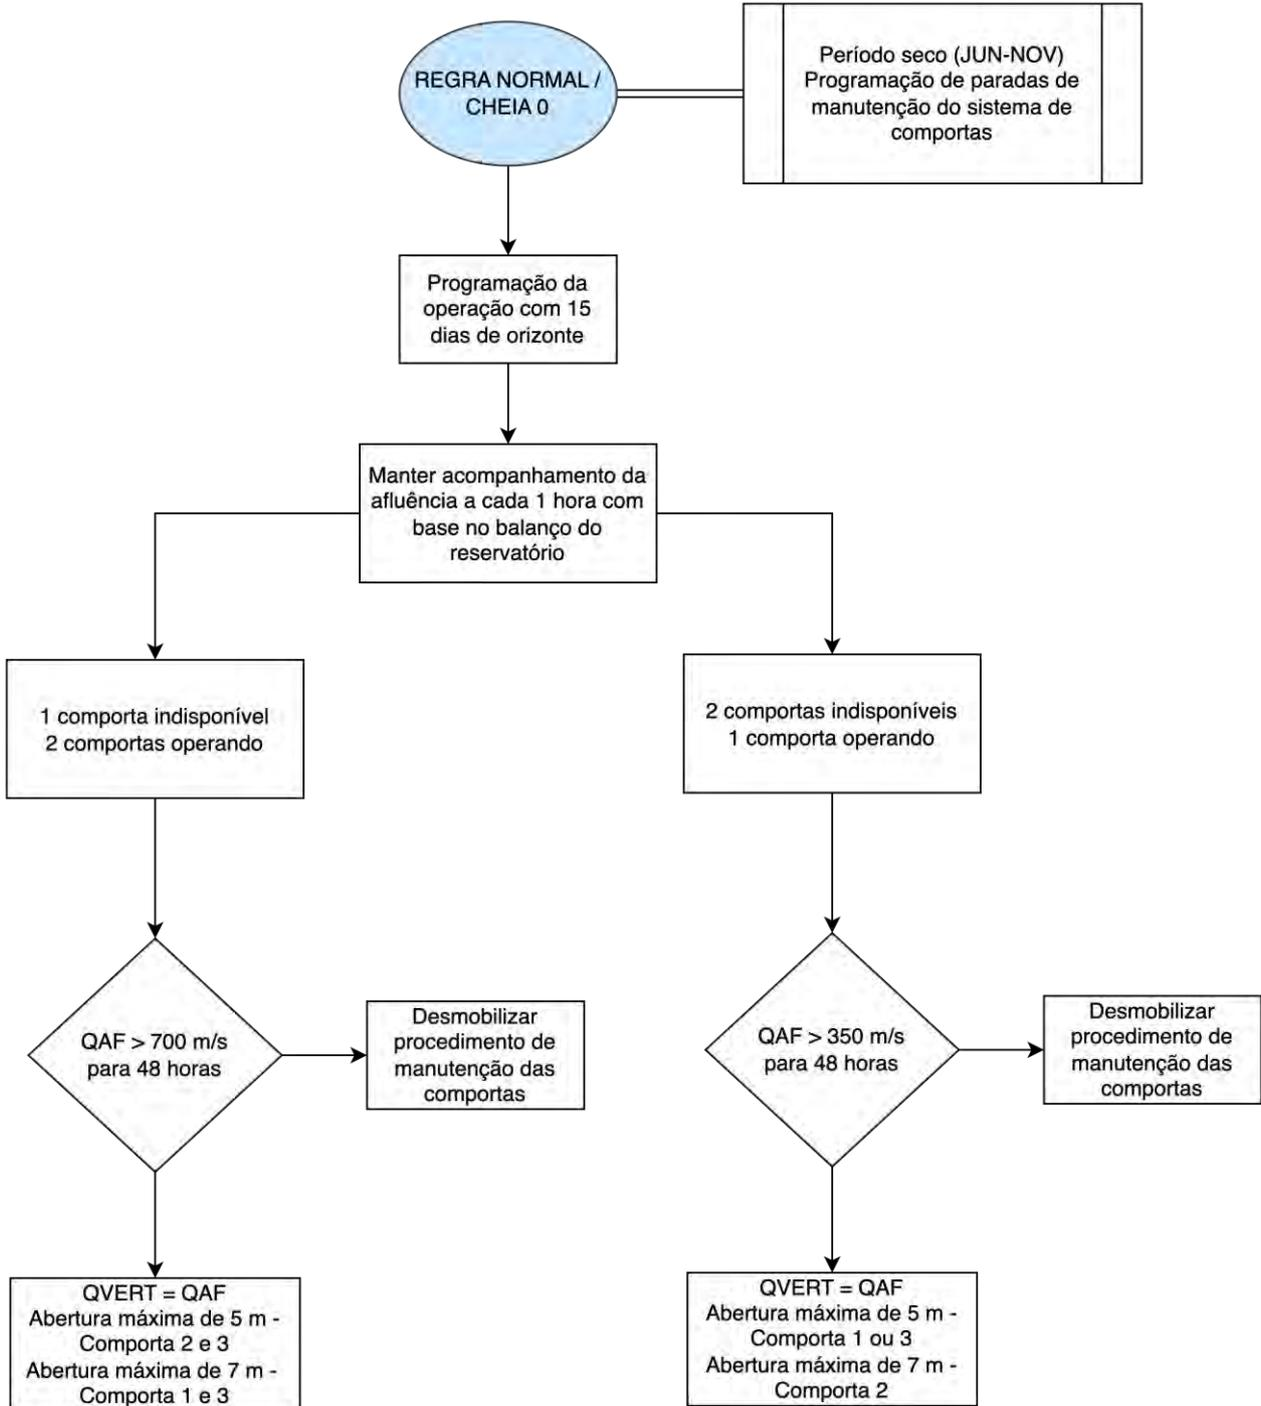 REGRA NORMAL /
CHEIA 0
Período seco (JUN-NOV)
Programação de paradas de
manutenção do sistema de
comportas
Programação da
operação com 15
dias de orizonte
Manter acompanhamento da
afluência a cada 1 hora com
base no balanço do
reservatório
1 comporta indisponível
2 comportas operando
2 comportas indisponíveis
1 comporta operando
QAF > 700 m/s
para 48 horas
Desmobilizar
procedimento de
manutenção das
comportas
QAF > 350 m/s
para 48 horas
Desmobilizar
procedimento de
manutenção das
comportas
QVERT = QAF
Abertura máxima de 5 m -
Comporta 2 e 3
Abertura máxima de 7 m -
Comporta 1 e 3
QVERT = QAF
Abertura máxima de 5 m -
Comporta 1 ou 3
Abertura máxima de 7 m -
Comporta 2